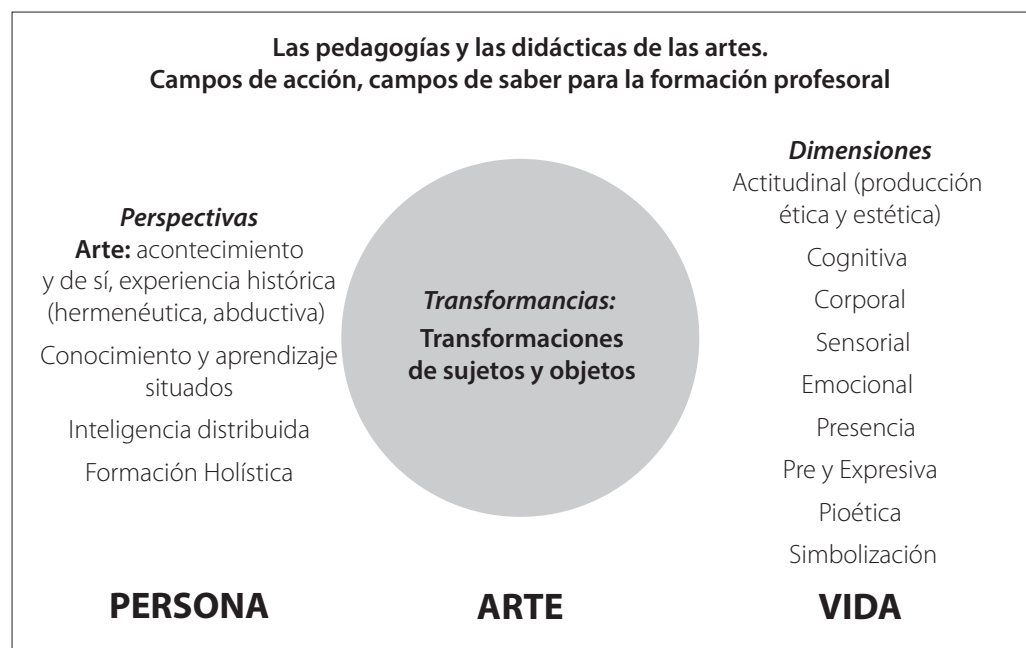 Las pedagogías y las didácticas de las artes.
Campos de acción, campos de saber para la formación profesoral
Perspectivas
Arte: acontecimiento
y de sí, experiencia histórica
(hermenéutica, abductiva)
Conocimiento y aprendizaje
situados
Inteligencia distribuida
Formación Holística
Transformancias:
Transformaciones
de sujetos y objetos
Dimensiones
Actitudinal (producción
ética y estética)
Cognitiva
Corporal
Sensorial
Emocional
Presencia
Pre y Expresiva
Pioética
Simbolización
PERSONA
ARTE
VIDA